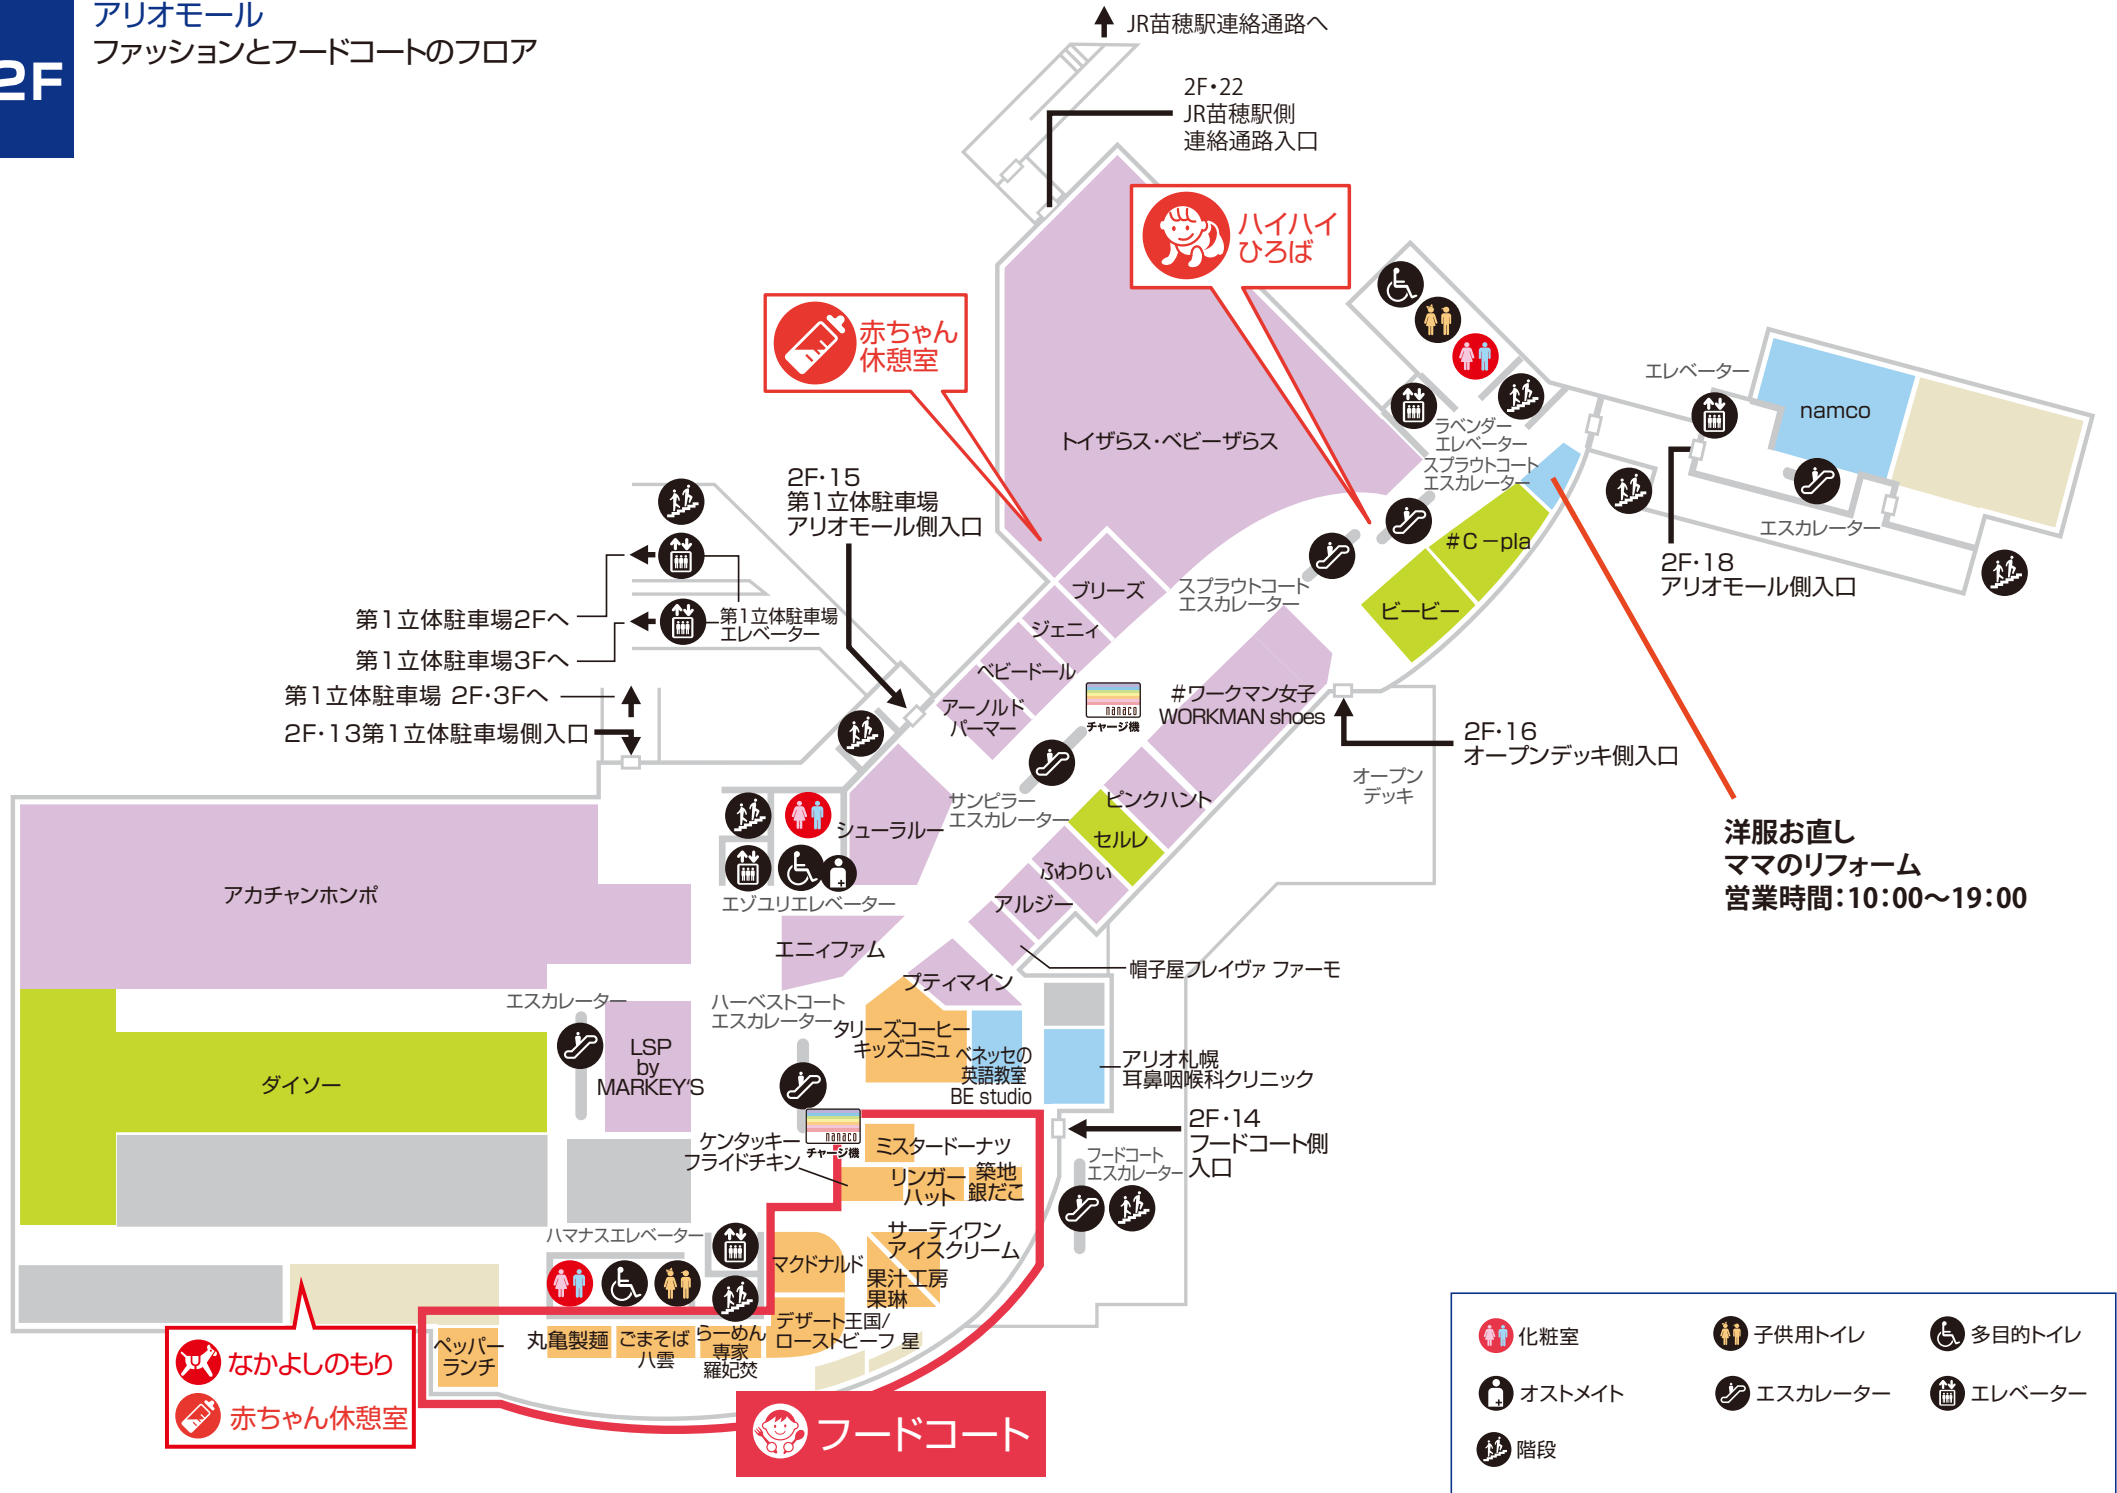 2F
アリオモール
ファッションとフードコートのフロア
JR苗穂駅連絡通路へ
2F・22
JR苗穂駅側
連絡通路入口
ハイハイ
ひろば
赤ちゃん
休憩室
トイザらス・ベビーザらス
ラベンダー
エレベーター
スプラウトコート
エスカレーター
エレベーター
namco
エスカレーター
2F・18
アリオモール側入口
#C－pla
ビービー
スプラウトコート
エスカレーター
2F・15
第1立体駐車場
アリオモール側入口
第1立体駐車場2Fへ
第1立体駐車場
エレベーター
第1立体駐車場3Fへ
第1立体駐車場 2F・3Fへ
2F・13第1立体駐車場側入口
ブリーズ
ジェニィ
ベビードール
アーノルド
パーマー
nanaco
チャージ機
#ワークマン女子
WORKMAN shoes
2F・16
オープンデッキ側入口
オープン
デッキ
洋服お直し
ママのリフォーム
営業時間：10：00〜19：00
サンピラー
エスカレーター
ピンクハント
セルレ
ふわりぃ
アルジー
帽子屋フレイヴァ ファーモ
シューラルー
エゾユリエレベーター
エニィファム
プティマイン
アカチャンホンポ
エスカレーター
ハーベストコート
エスカレーター
タリーズコーヒー
キッズコミュ
ベネッセの
英語教室
BE studio
アリオ札幌
耳鼻咽喉科クリニック
LSP
by
MARKEY'S
ダイソー
2F・14
フードコート側
入口
フードコート
エスカレーター
nanaco
チャージ機
ケンタッキー
フライドチキン
ミスタードーナツ
リンガー
ハット
築地
銀だこ
サーティワン
アイスクリーム
果汁工房
果琳
マクドナルド
デザート王国/
ローストビーフ 星
ハマナスエレベーター
ペッパー
ランチ
丸亀製麺
ごまそば
八雲
らーめん
専家
羅妃焚
なかよしのもり
赤ちゃん休憩室
フードコート
化粧室
子供用トイレ
多目的トイレ
オストメイト
エスカレーター
エレベーター
階段